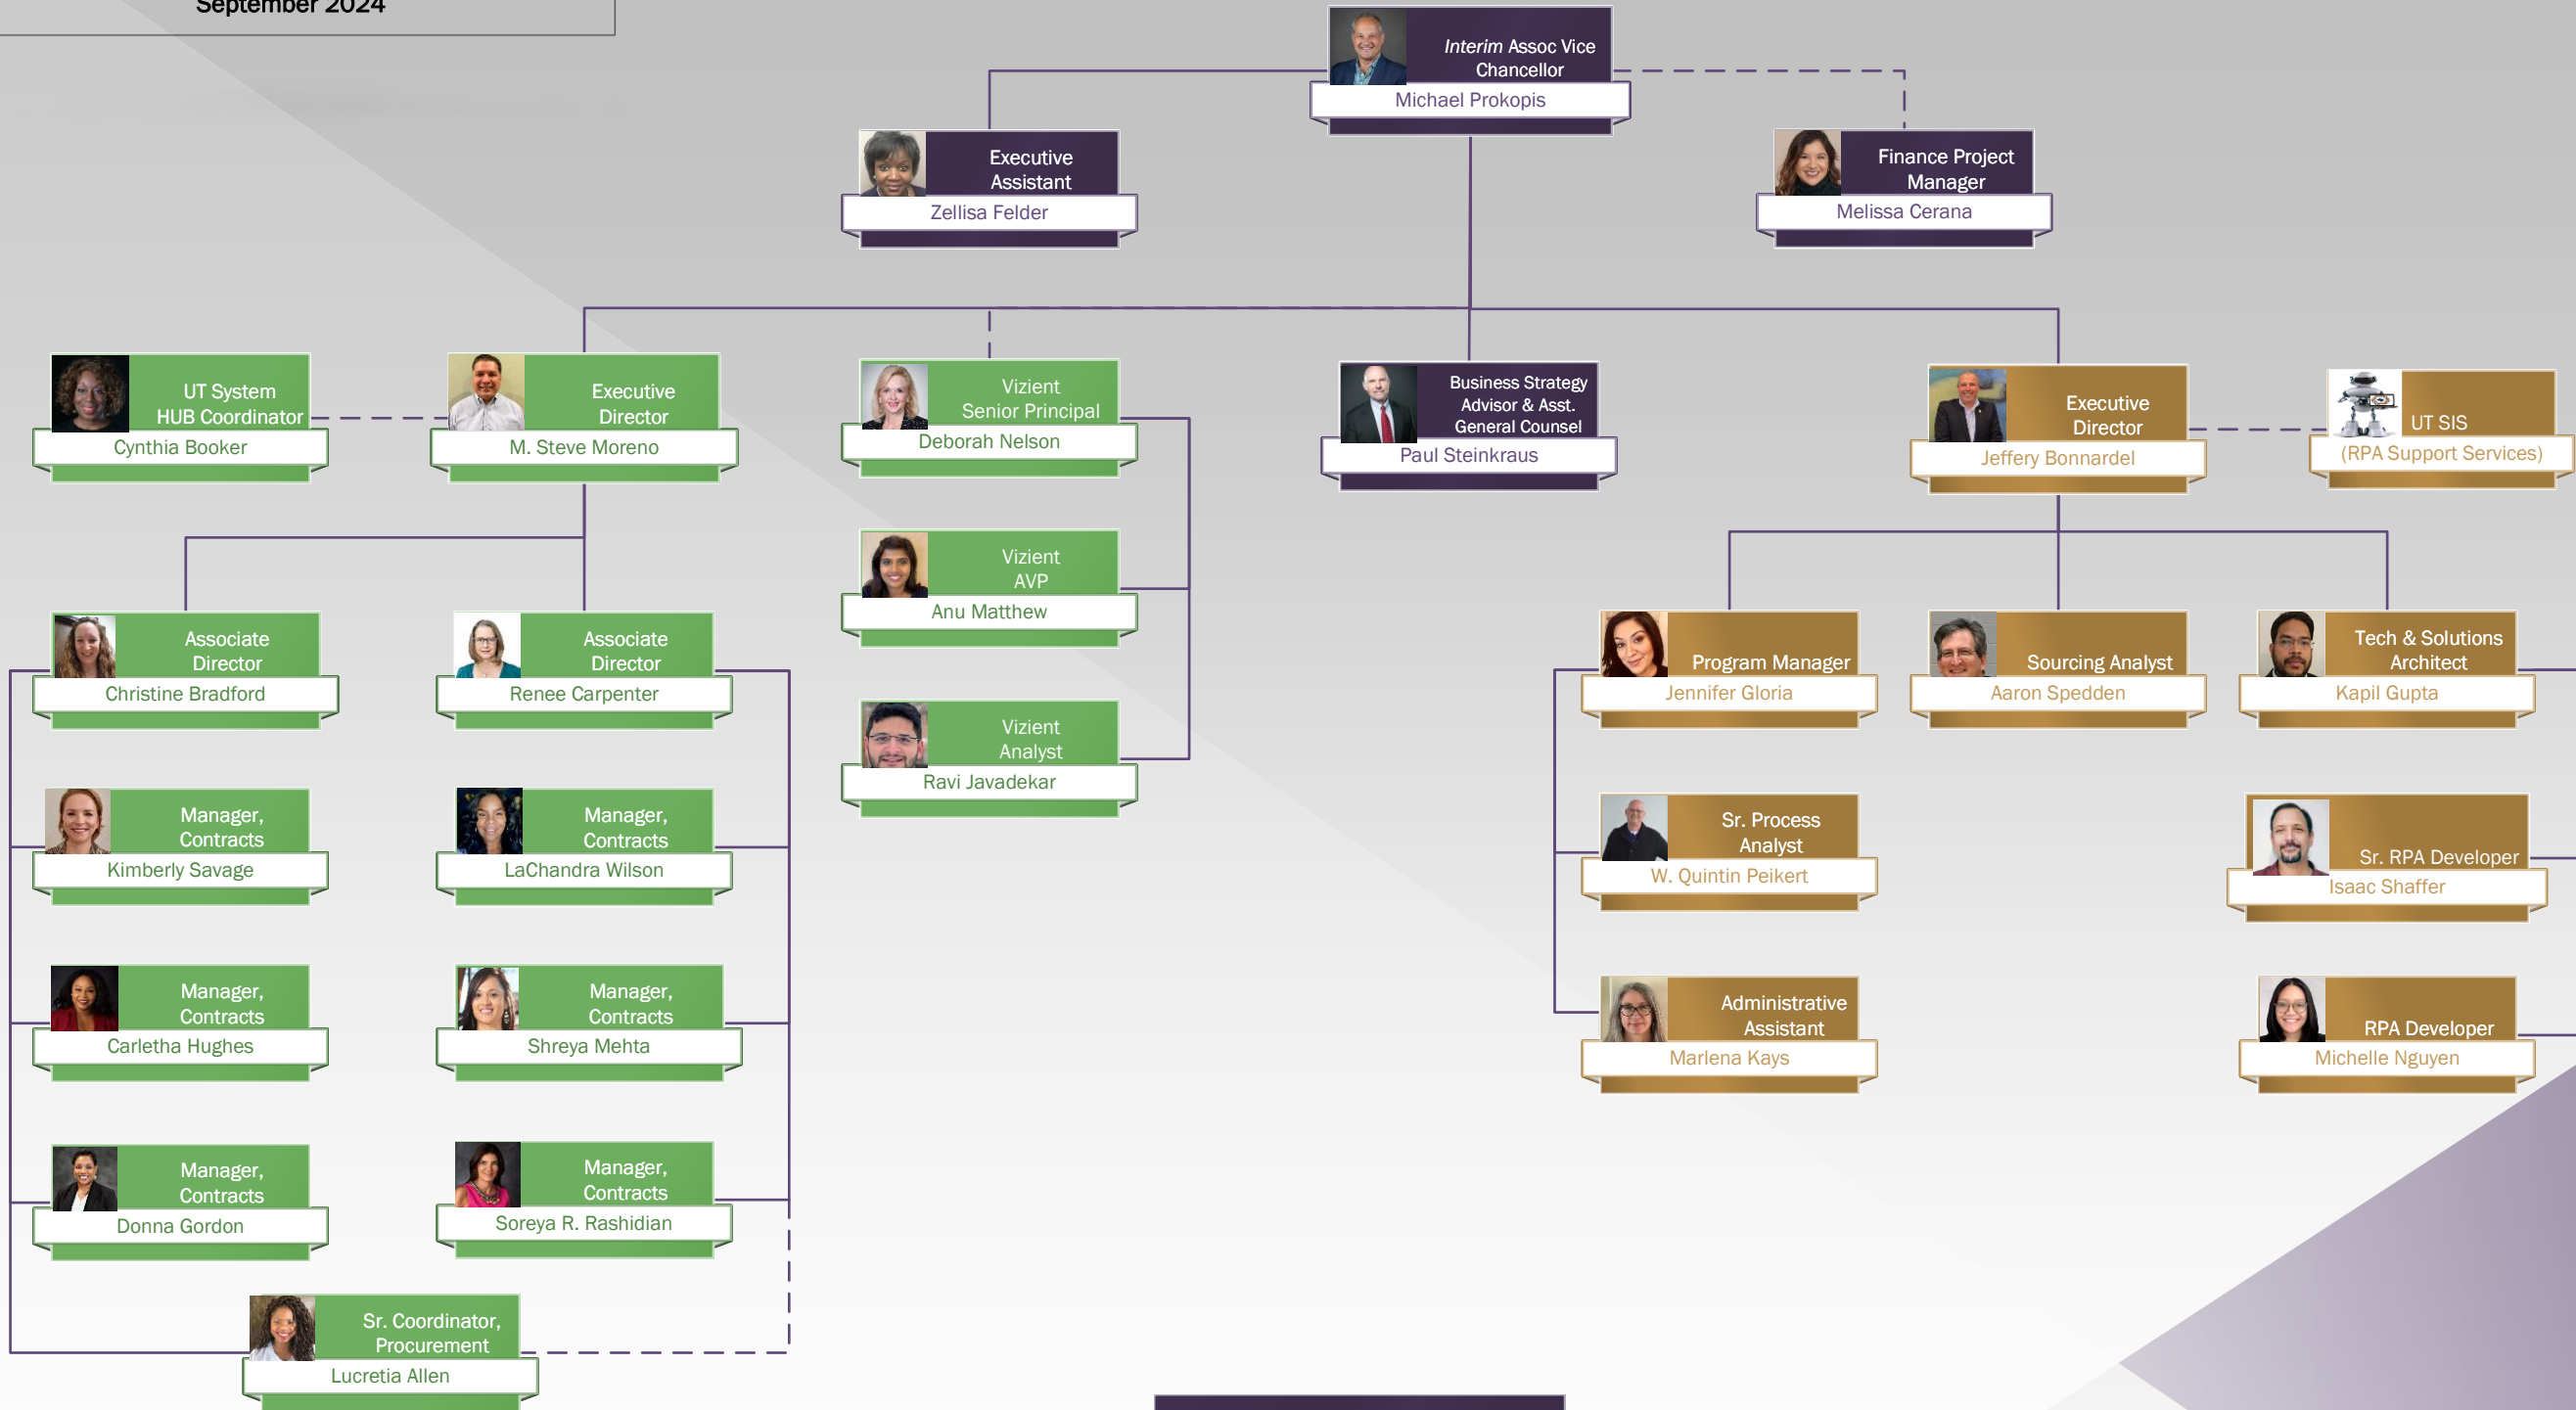 September 2024
Interim Assoc Vice
Chancellor
Michael Prokopis
Executive
Assistant
Zellisa Felder
Finance Project
Manager
Melissa Cerana
UT System
HUB Coordinator
Cynthia Booker
Executive
Director
M. Steve Moreno
Vizient
Senior Principal
Deborah Nelson
Business Strategy
Advisor & Asst.
General Counsel
Paul Steinkraus
Executive
Director
Jeffery Bonnardel
UT SIS
(RPA Support Services)
Vizient
AVP
Anu Matthew
Associate
Director
Christine Bradford
Associate
Director
Renee Carpenter
Vizient
Analyst
Ravi Javadekar
Program Manager
Jennifer Gloria
Sourcing Analyst
Aaron Spedden
Tech & Solutions
Architect
Kapil Gupta
Manager,
Contracts
Kimberly Savage
Manager,
Contracts
LaChandra Wilson
Sr. Process
Analyst
W. Quintin Peikert
Sr. RPA Developer
Isaac Shaffer
Manager,
Contracts
Carletha Hughes
Manager,
Contracts
Shreya Mehta
Administrative
Assistant
Marlena Kays
RPA Developer
Michelle Nguyen
Manager,
Contracts
Donna Gordon
Manager,
Contracts
Soreya R. Rashidian
Sr. Coordinator,
Procurement
Lucretia Allen